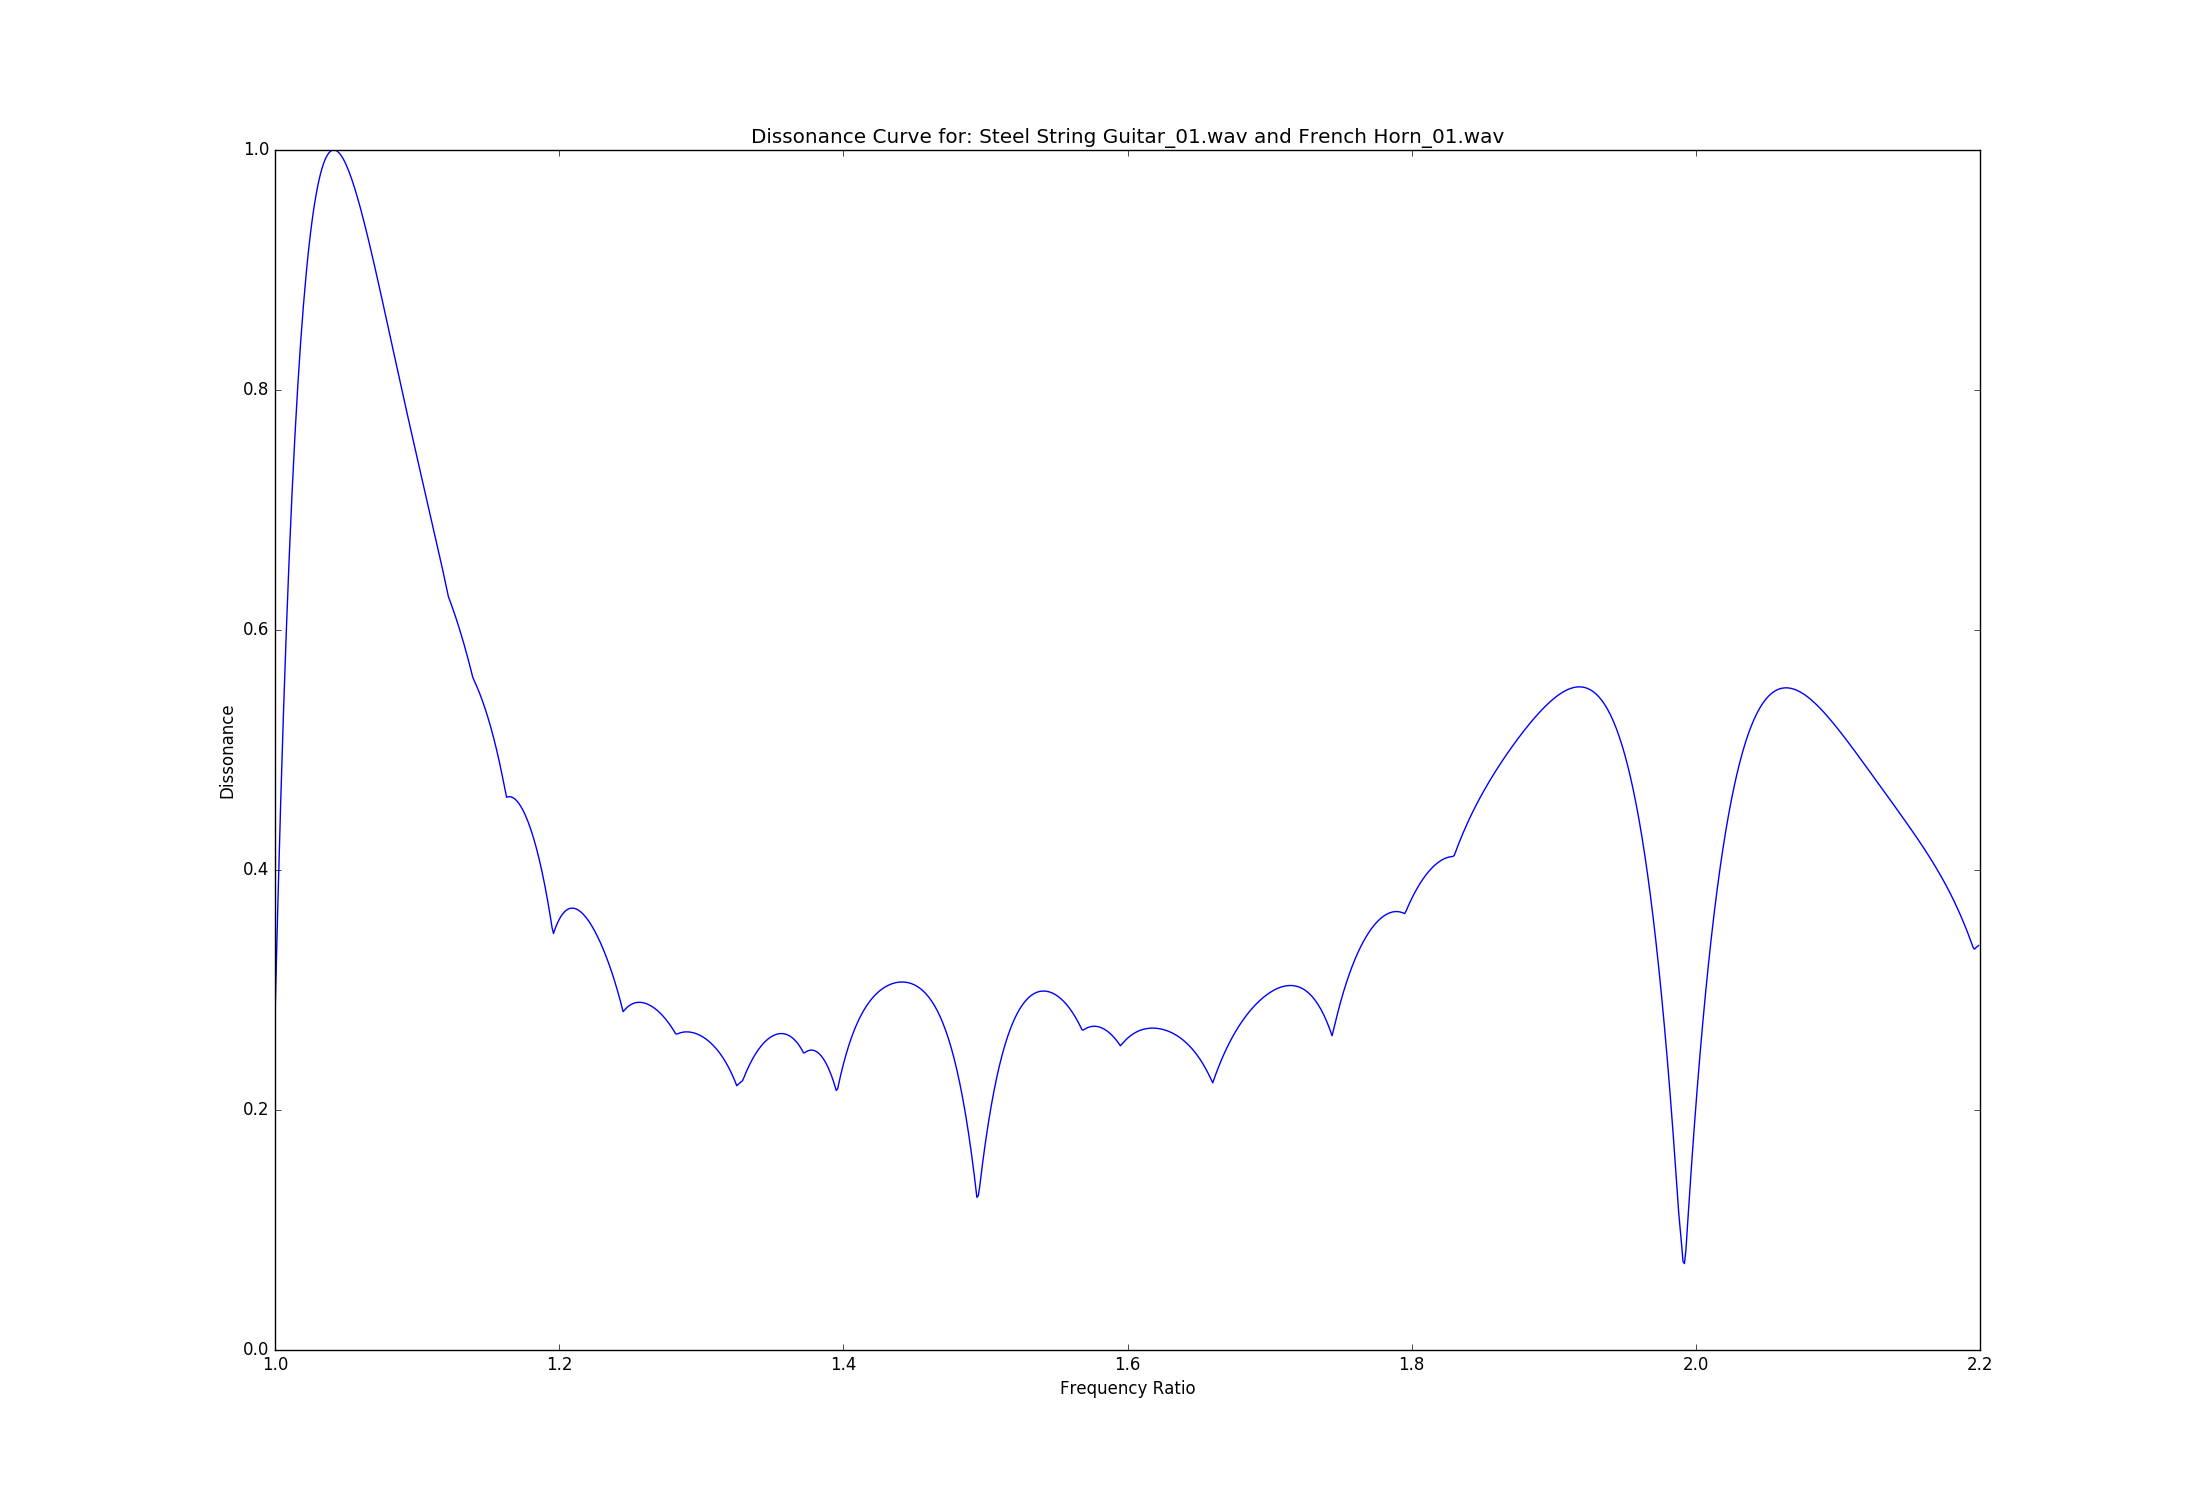 Dissonance Curve for: Steel String Guitar_01.wav and French Horn_01.wav
1.0
0.8
0.6
0.4
0.2
0.0
Dissonance
1.0 1.2 1.4 1.6 1.8 2.0 2.2
Frequency Ratio